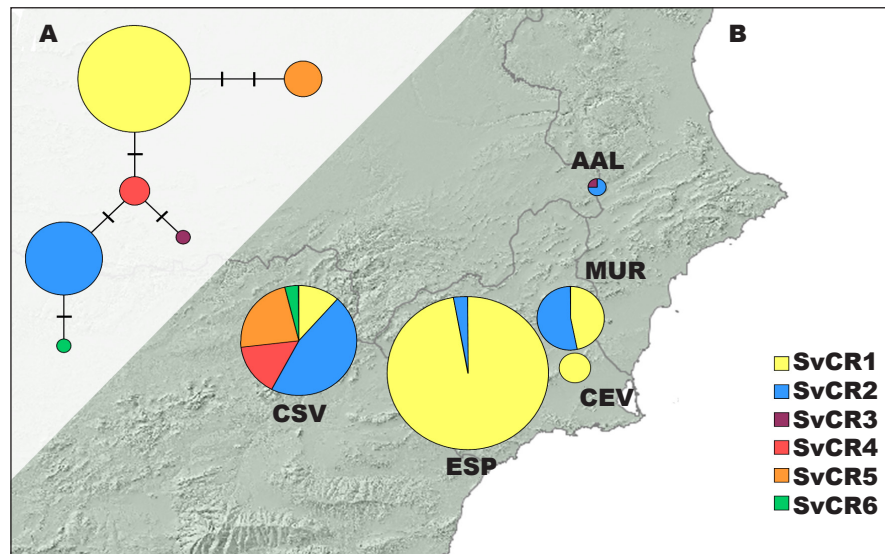 A
B
AAL
MUR
CEV
CSV
ESP
SvCR1
SvCR2
SvCR3
SvCR4
SvCR5
SvCR6